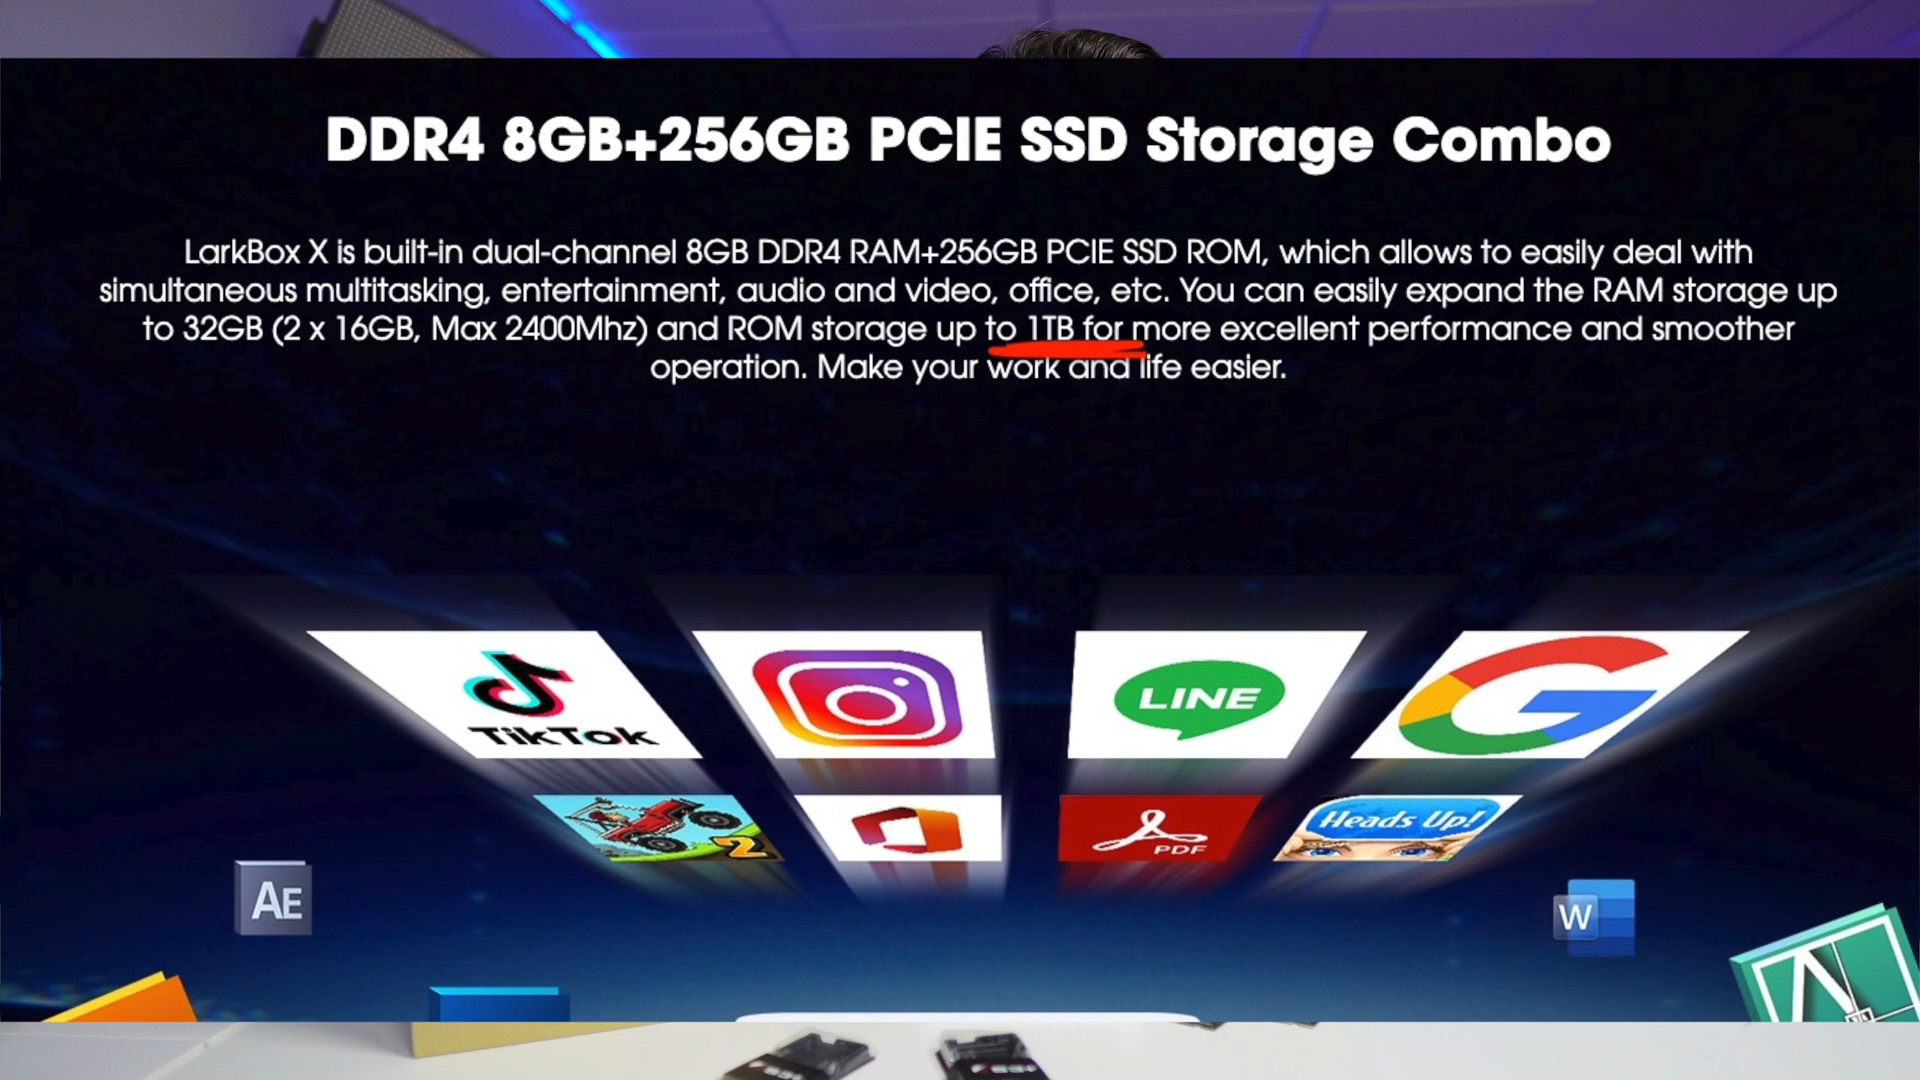 DDR4 8GB+256GB PCIE SSD Storage Combo
LarkBox X is built-in dual-channel 8GB DDR4 RAM+256GB PCIE SSD ROM, which allows to easily deal with
simultaneous multitasking, entertainment, audio and video, office, etc. You can easily expand the RAM storage up
to 32GB (2 x 16GB, Max 2400Mhz) and ROM storage up to 1TB for more excellent performance and smoother
operation. Make your work and life easier.
TikTok
LINE
G
2
PDF
Heads Up!
AE
W